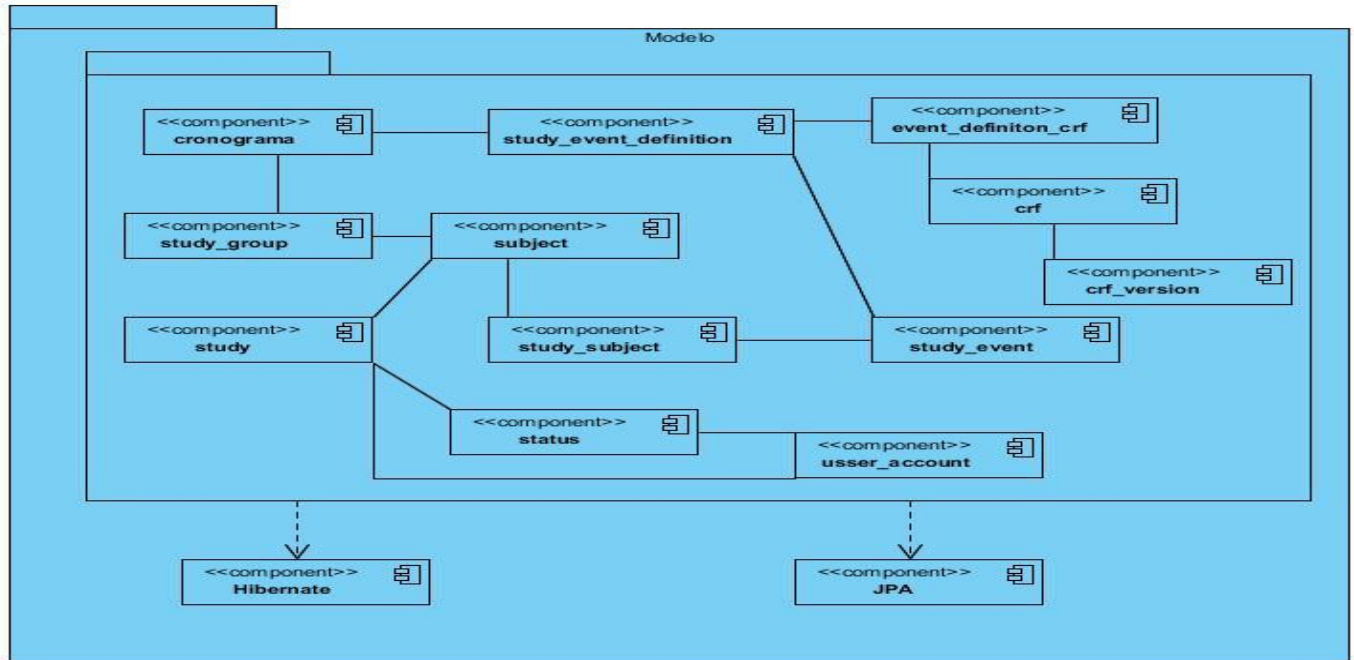 Modelo
<<component>>
cronograma
<<component>>
study_event_definition
<<component>>
event_definiton_crf
<<component>>
crf
<<component>>
study_group
<<component>>
subject
<<component>>
crf_version
<<component>>
study
<<component>>
study_subject
<<component>>
study_event
<<component>>
status
<<component>>
usser_account
<<component>>
Hibernate
<<component>>
JPA